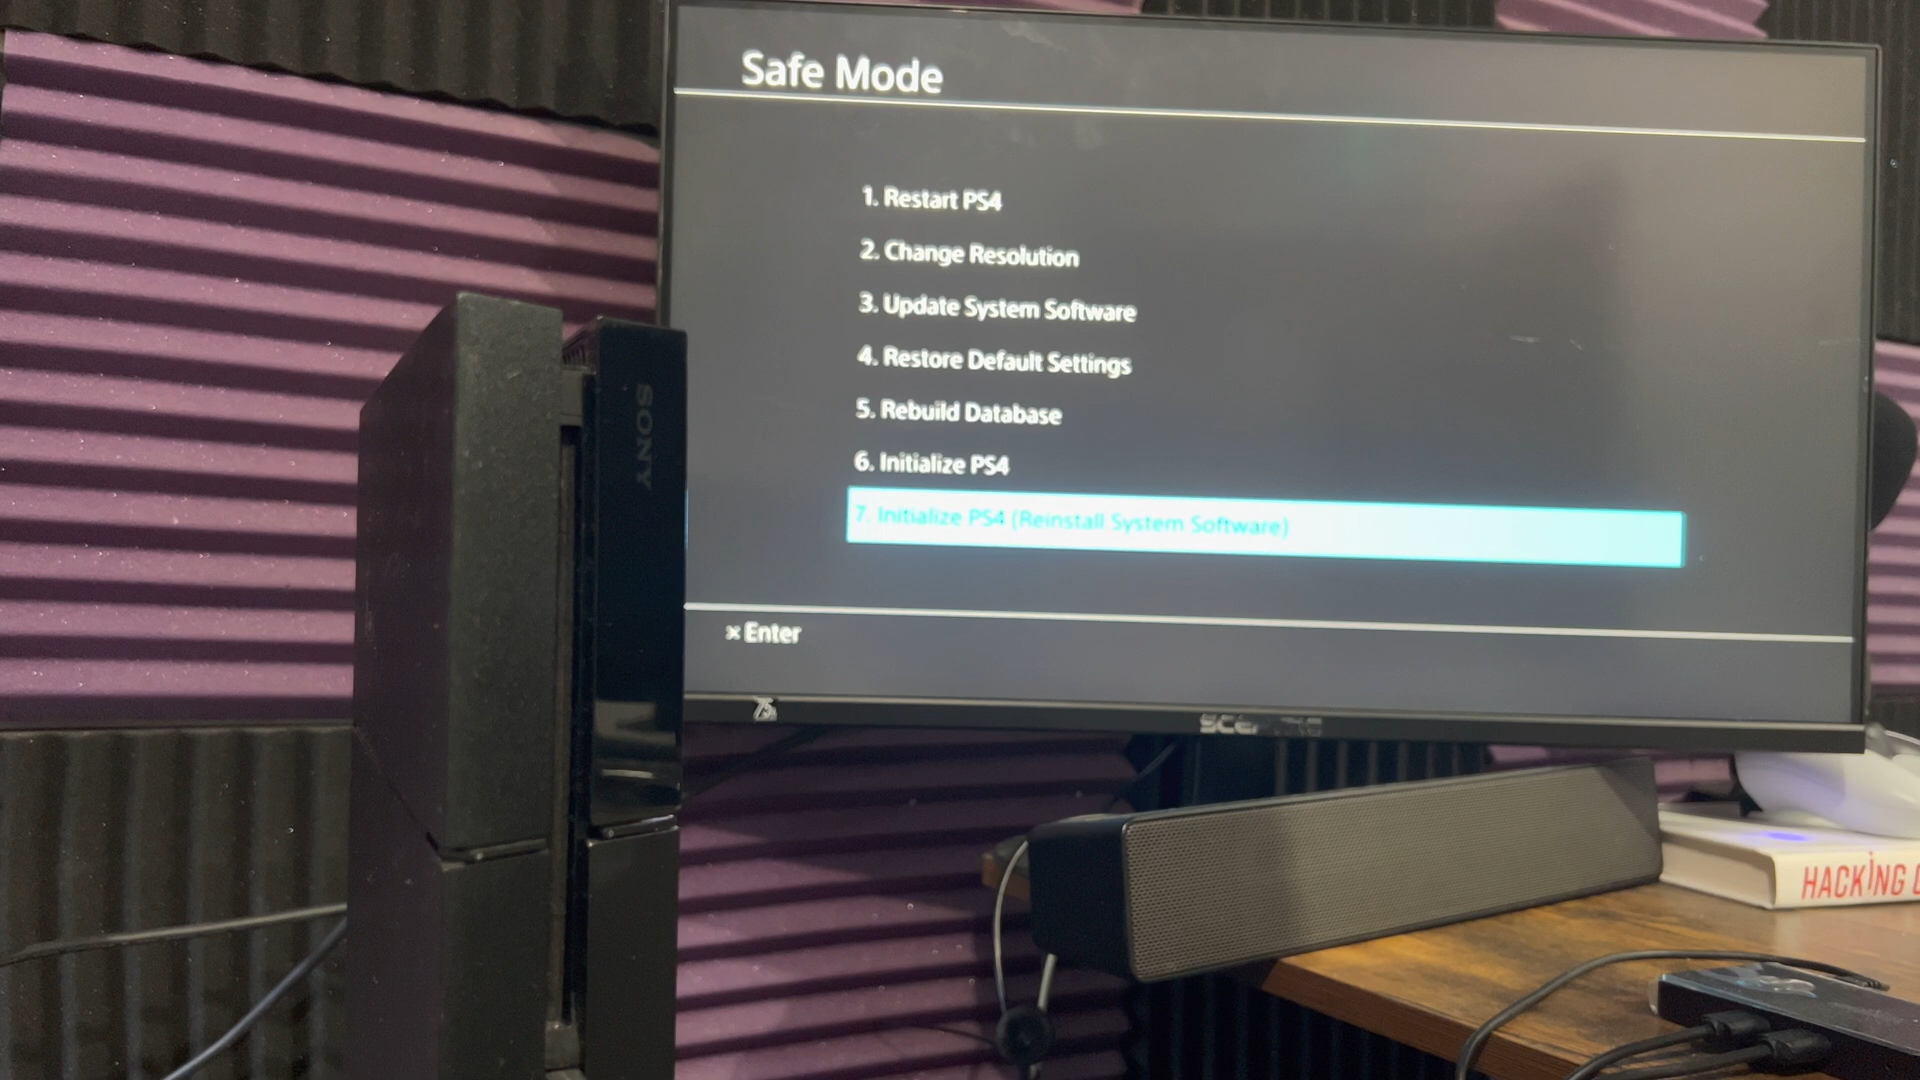 Safe Mode
1. Restart PS4
2. Change Resolution
3. Update System Software
4. Restore Default Settings
5. Rebuild Database
6. Initialize PS4
7. Initialize PS4 (Reinstall System Software)
× Enter
SONY
75
HACKING